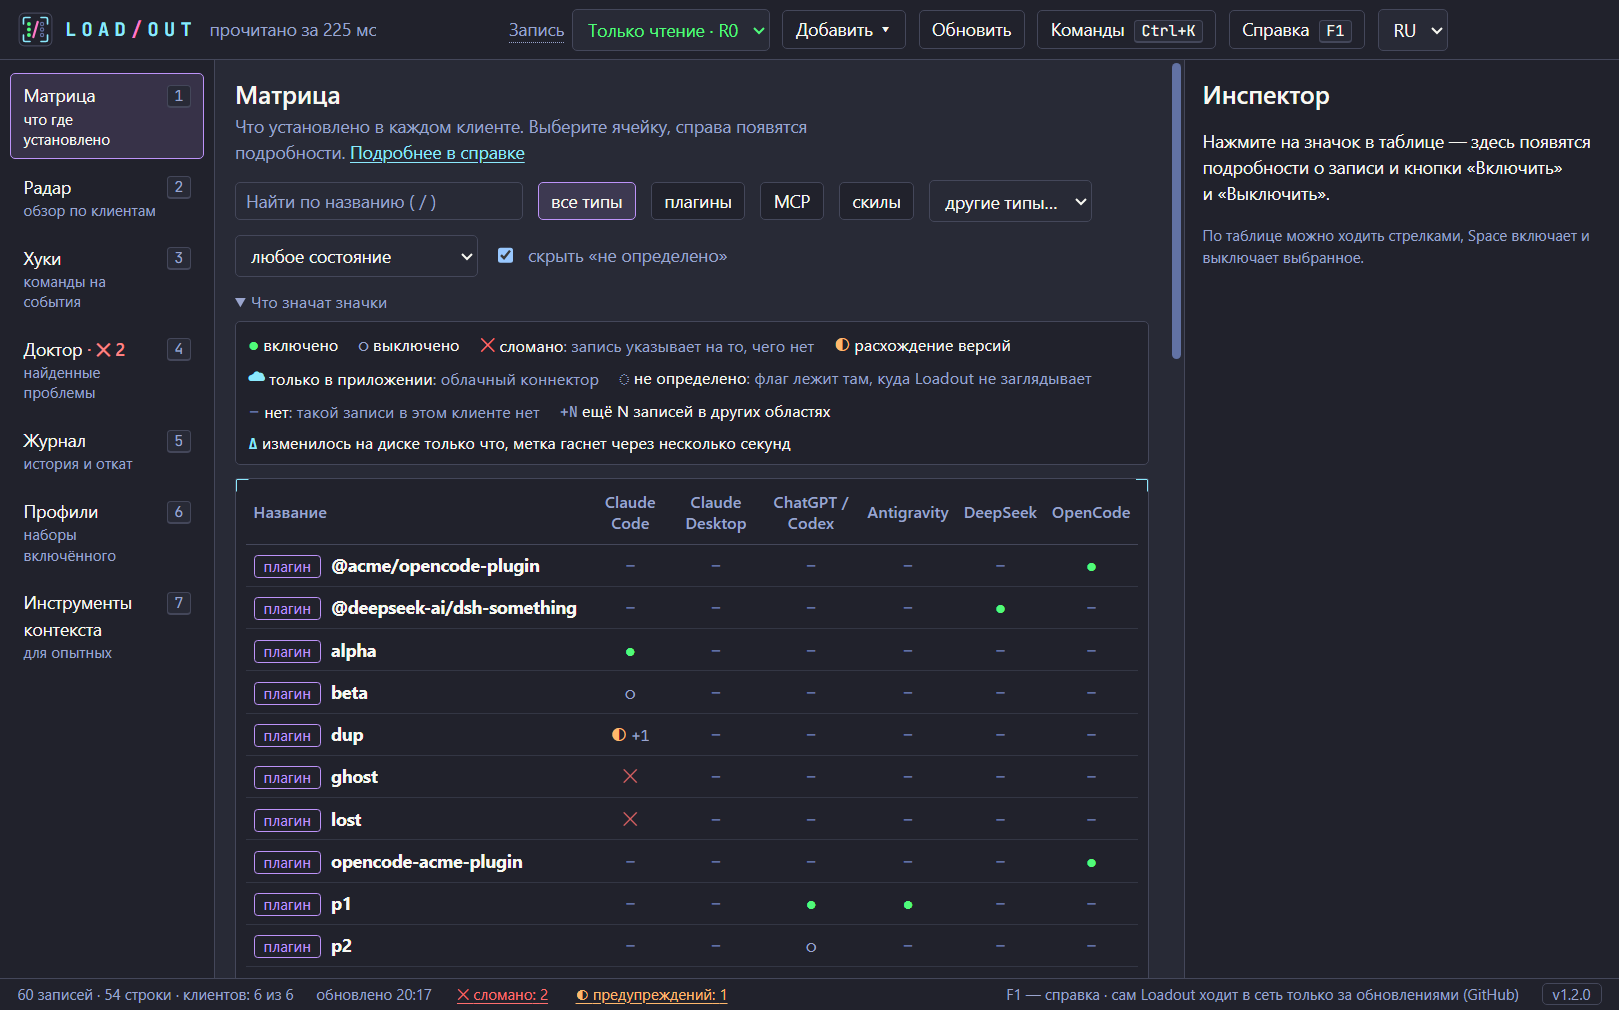 LOAD/OUT прочитано за 225 мс Запись Только чтение · R0 Добавить ▼ Обновить Команды Ctrl+K Справка F1 RU
Матрица 1
что где
установлено
Радар 2
обзор по клиентам
Хуки 3
команды на
события
Доктор · ✕ 2 4
найденные
проблемы
Журнал 5
история и откат
Профили 6
наборы
включённого
Инструменты 7
контекста
для опытных
Матрица
Что установлено в каждом клиенте. Выберите ячейку, справа появятся
подробности. Подробнее в справке
Найти по названию ( / ) все типы плагины MCP скилы другие типы...
любое состояние скрыть «не определено»
▼ Что значат значки
● включено ○ выключено ✕ сломано: запись указывает на то, чего нет ◐ расхождение версий
☁ только в приложении: облачный коннектор ◌ не определено: флаг лежит там, куда Loadout не заглядывает
– нет: такой записи в этом клиенте нет +N ещё N записей в других областях
Δ изменилось на диске только что, метка гаснет через несколько секунд
Название Claude Code Claude Desktop ChatGPT / Codex Antigravity DeepSeek OpenCode
плагин @acme/opencode-plugin – – – – – ●
плагин @deepseek-ai/dsh-something – – – – ● –
плагин alpha ● – – – – –
плагин beta ○ – – – – –
плагин dup ◐ +1 – – – – –
плагин ghost ✕ – – – – –
плагин lost ✕ – – – – –
плагин opencode-acme-plugin – – – – – ●
плагин p1 – – ● ● – –
плагин p2 – – ○ – – –
Инспектор
Нажмите на значок в таблице — здесь появятся
подробности о записи и кнопки «Включить»
и «Выключить».
По таблице можно ходить стрелками, Space включает и
выключает выбранное.
60 записей · 54 строки · клиентов: 6 из 6 обновлено 20:17 ✕ сломано: 2 ◐ предупреждений: 1 F1 — справка · сам Loadout ходит в сеть только за обновлениями (GitHub) v1.2.0